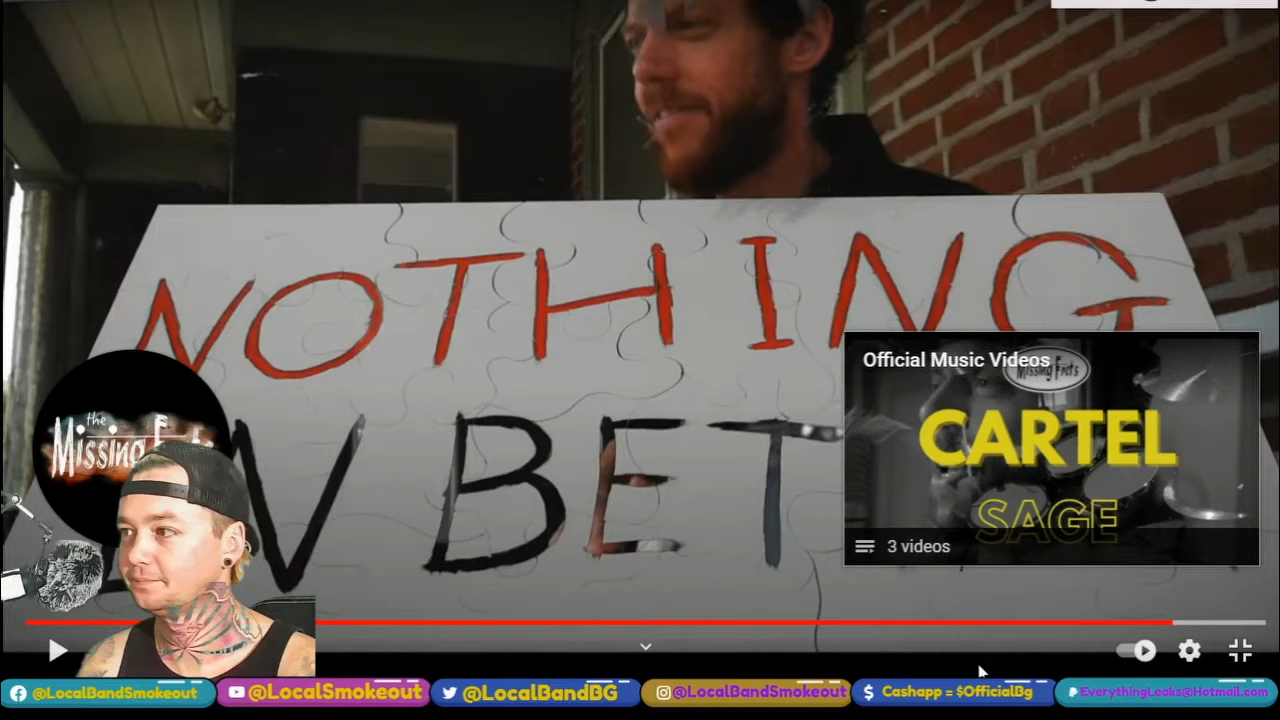 NOTHING
IN BET
the
Missing
Official Music Videos
Missing Facts
CARTEL
SAGE
3 videos
@LocalBandSmokeout
@LocalSmokeout
@LocalBandBG
@LocalBandSmokeout
Cashapp = $OfficialBg
EverythingLeaks@Hotmail.com